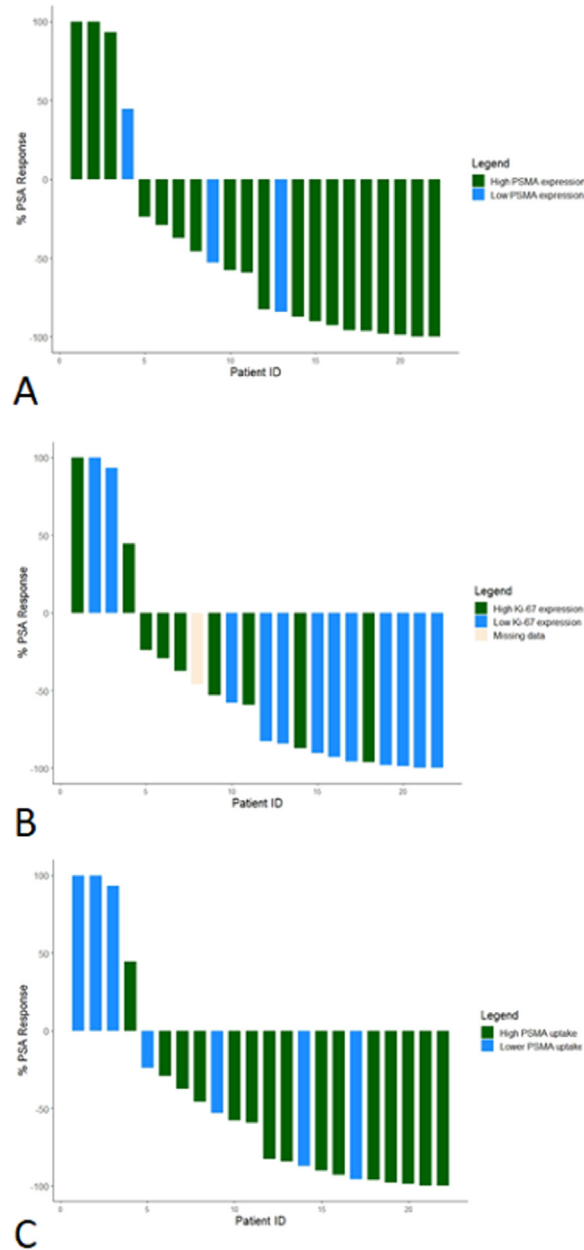 100
50
0
-50
-100
% PSA Response
0 5 10 15 20
Patient ID
Legend
High PSMA expression
Low PSMA expression
A
100
50
0
-50
-100
% PSA Response
0 5 10 15 20
Patient ID
Legend
High Ki-67 expression
Low Ki-67 expression
Missing data
B
100
50
0
-50
-100
% PSA Response
0 5 10 15 20
Patient ID
Legend
High PSMA uptake
Lower PSMA uptake
C